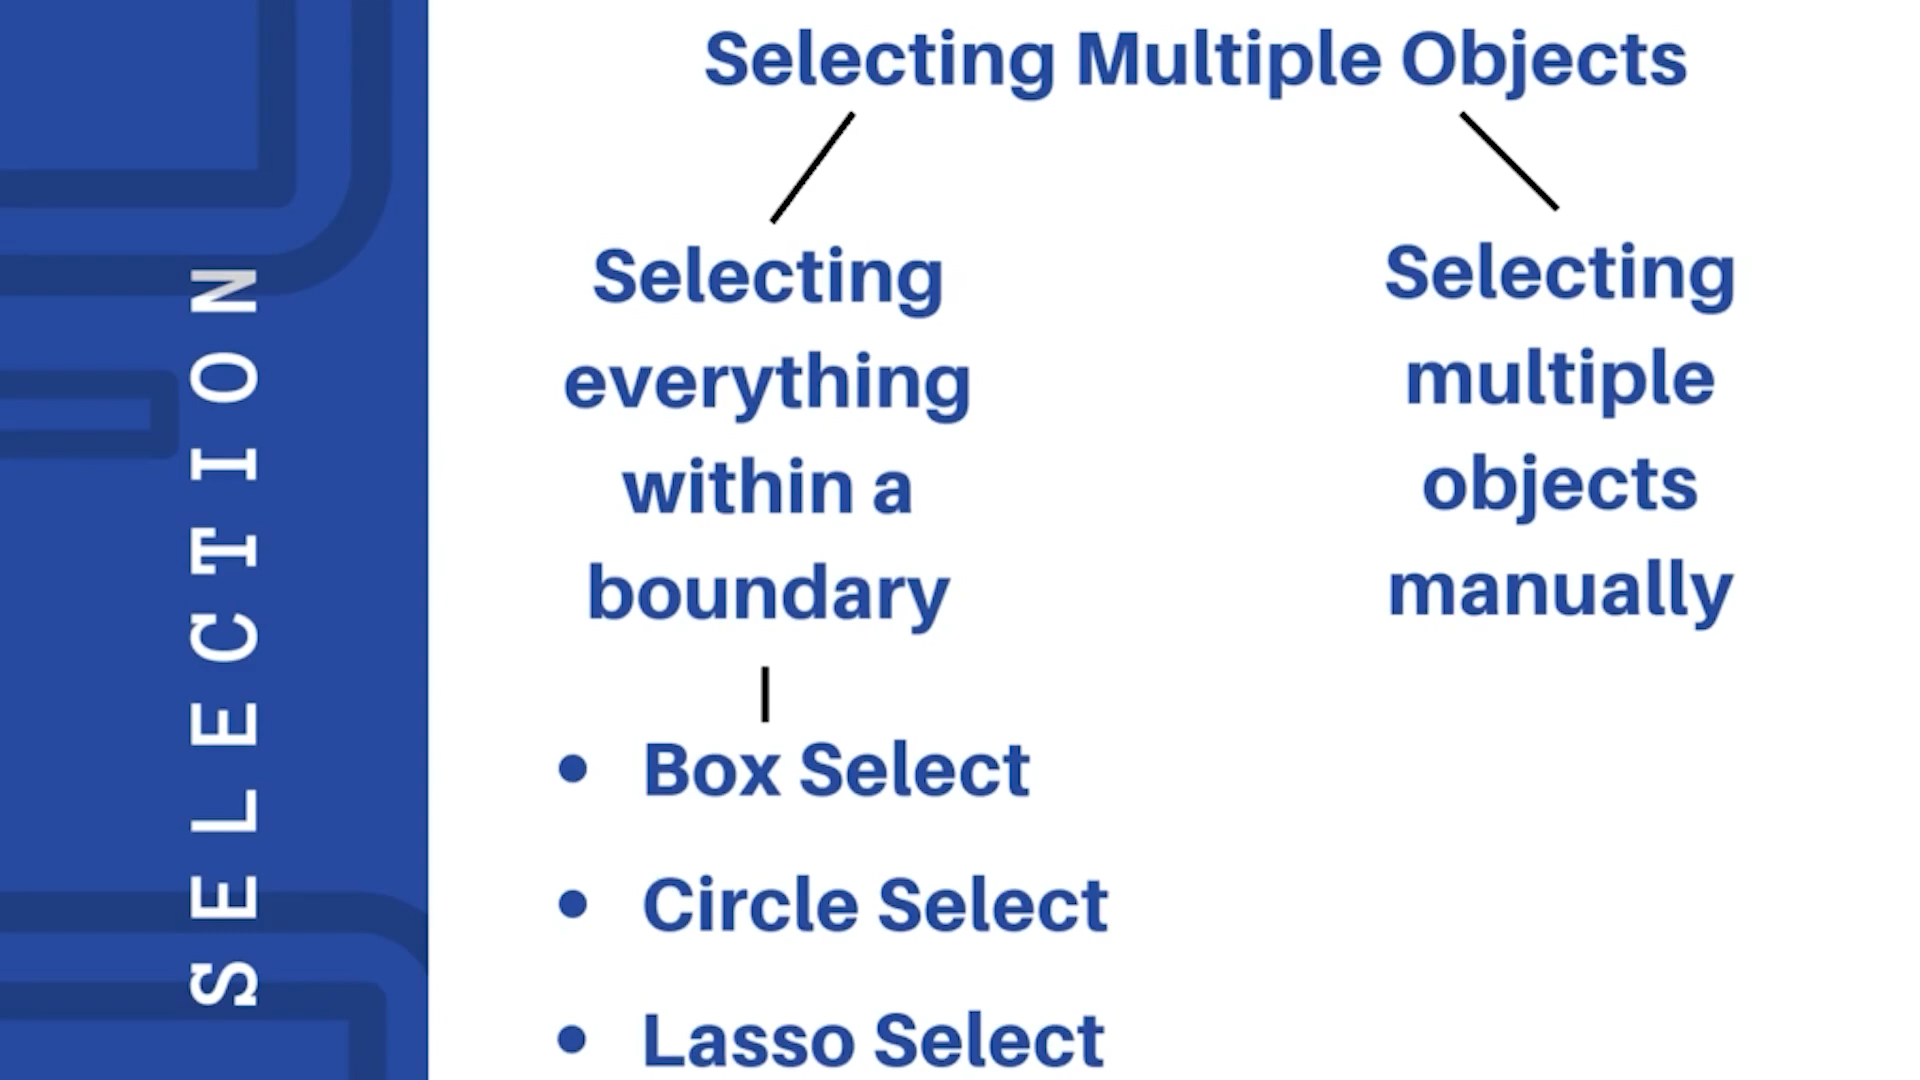 SELECTION
Selecting Multiple Objects
Selecting
everything
within a
boundary
• Box Select
• Circle Select
• Lasso Select
Selecting
multiple
objects
manually